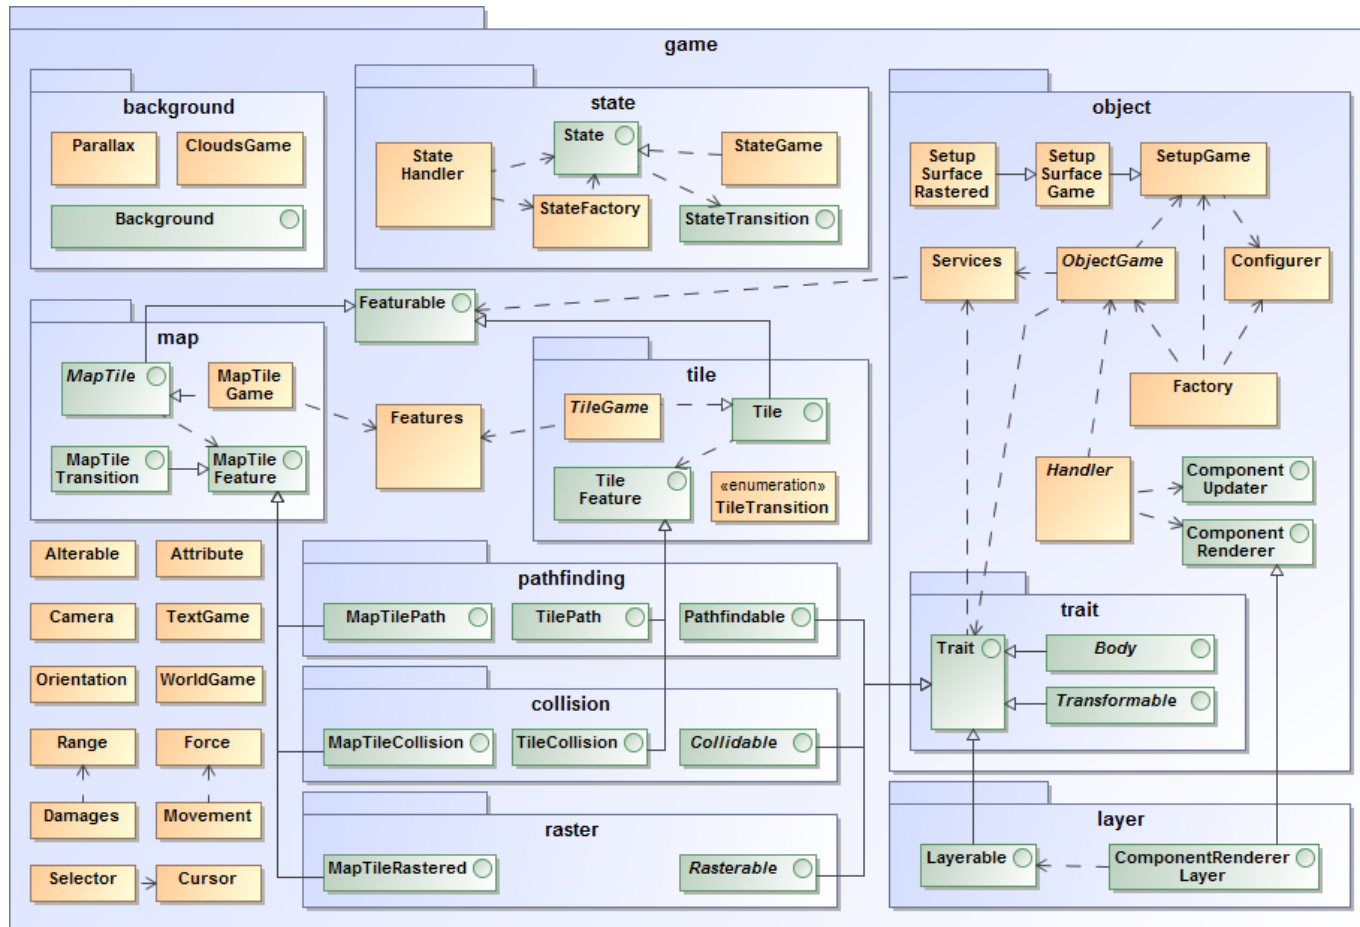 game
background
Parallax
CloudsGame
Background
state
State
Handler
State
StateGame
StateFactory
StateTransition
object
Setup
Surface
Rastered
Setup
Surface
Game
SetupGame
Services
ObjectGame
Configurer
Factory
Handler
Component
Updater
Component
Renderer
Featurable
map
MapTile
MapTile
Game
MapTile
Transition
MapTile
Feature
Features
tile
TileGame
Tile
Tile
Feature
«enumeration»
TileTransition
trait
Trait
Body
Transformable
Alterable
Attribute
Camera
TextGame
Orientation
WorldGame
Range
Force
Damages
Movement
Selector
Cursor
pathfinding
MapTilePath
TilePath
Pathfindable
collision
MapTileCollision
TileCollision
Collidable
raster
MapTileRastered
Rasterable
layer
Layerable
ComponentRenderer
Layer